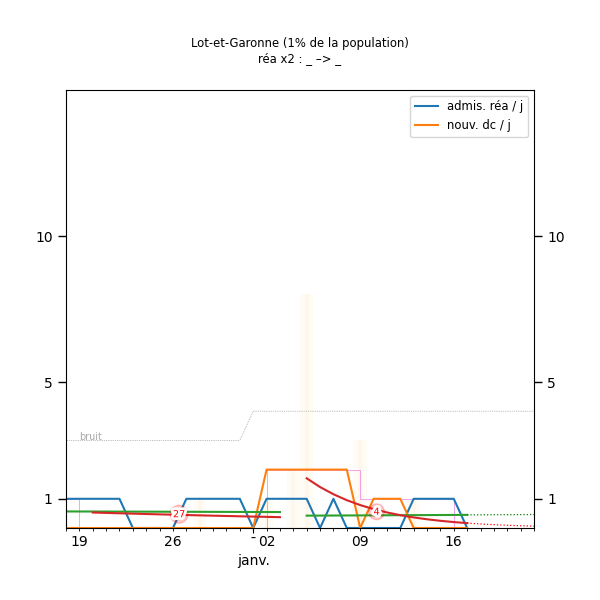 Lot-et-Garonne (1% de la population)
réa x2 : _ –> _
admis. réa / j
nouv. dc / j
10 10
5 5
bruit
1 1
27 4
19 26 02 09 16
janv.